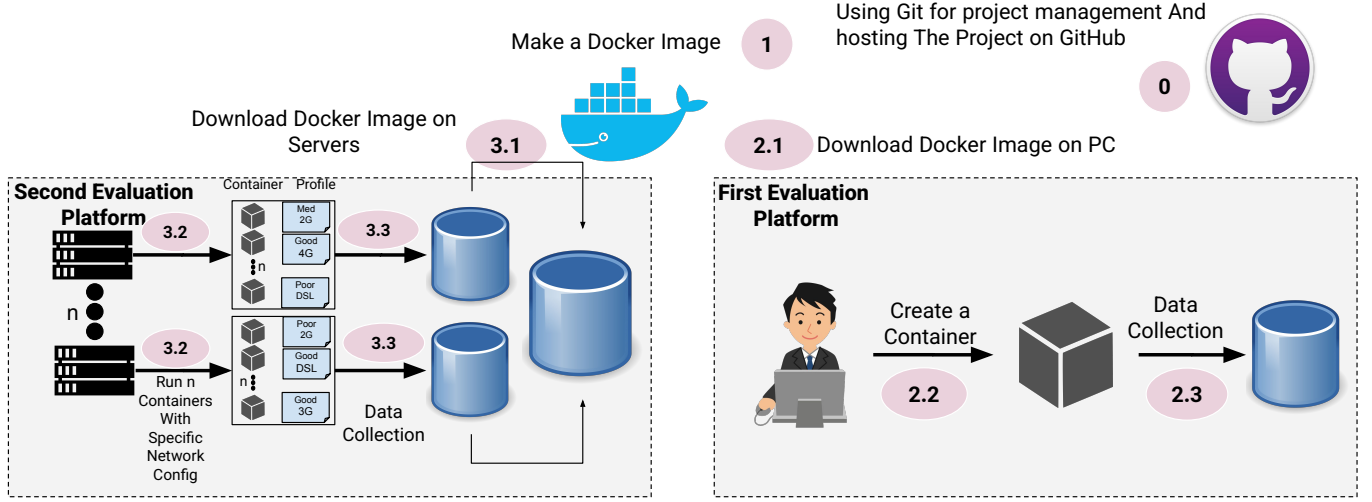 Using Git for project management And
hosting The Project on GitHub
0
Make a Docker Image
1
Download Docker Image on
Servers
3.1
2.1
Download Docker Image on PC
Second Evaluation
Platform
Container
Profile
3.2
Med
2G
Good
4G
n
Poor
DSL
3.3
n
3.2
Run n
Containers
With
Specific
Network
Config
Poor
2G
Good
DSL
n
Good
3G
3.3
Data
Collection
First Evaluation
Platform
Create a
Container
2.2
Data
Collection
2.3